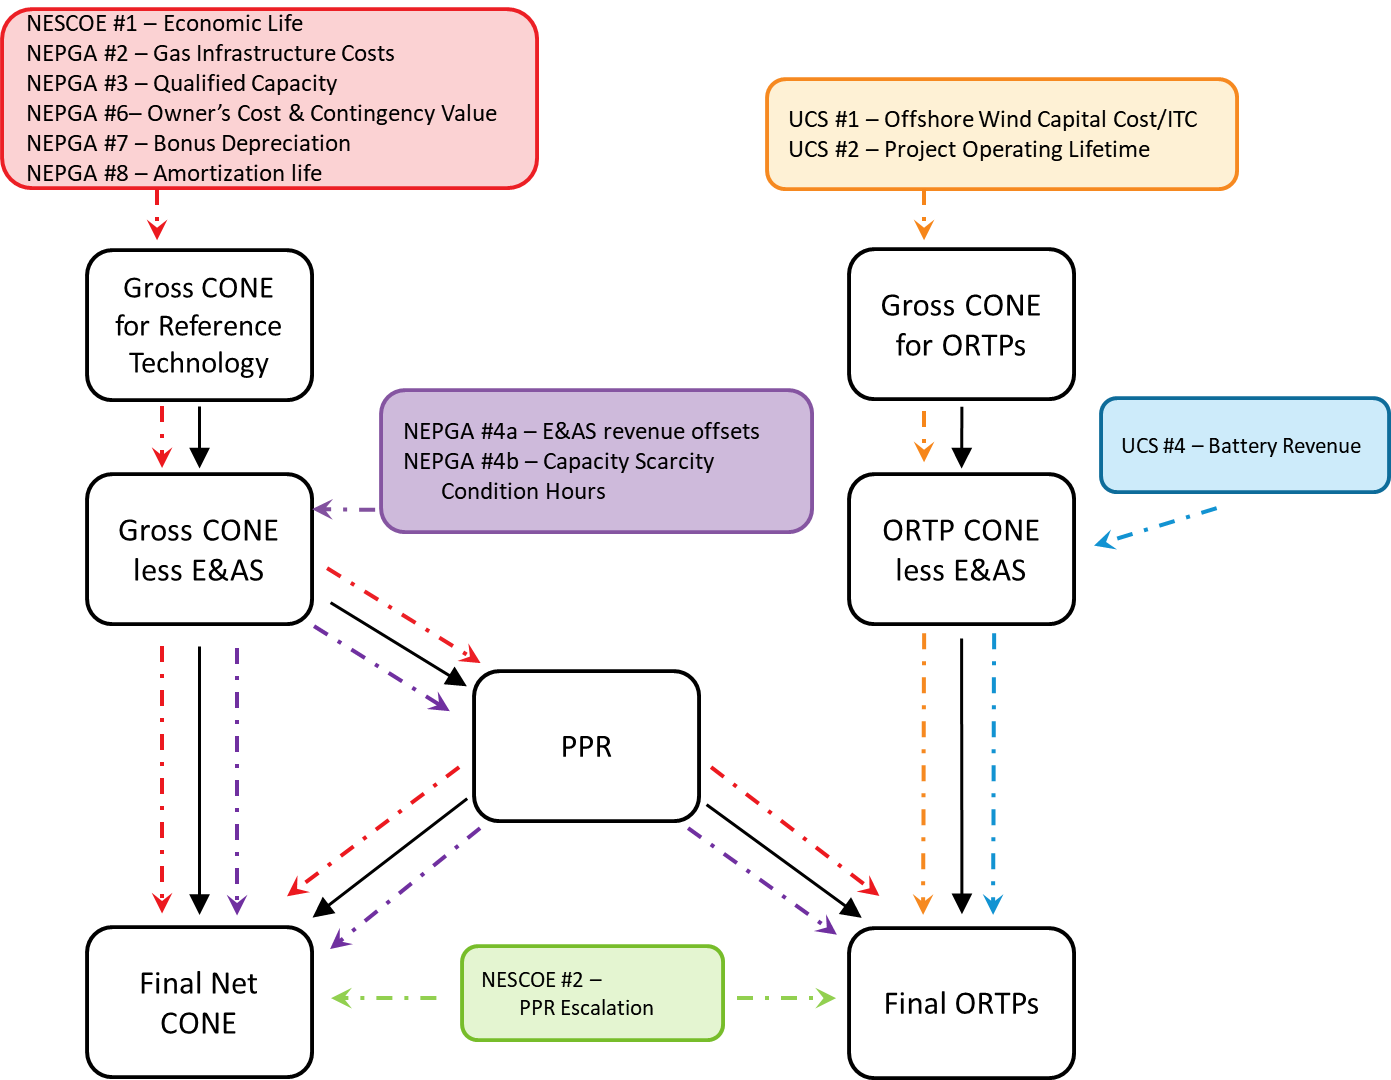 NESCOE #1 – Economic Life
NEPGA #2 – Gas Infrastructure Costs
NEPGA #3 – Qualified Capacity
NEPGA #6– Owner’s Cost & Contingency Value
NEPGA #7 – Bonus Depreciation
NEPGA #8 – Amortization life
UCS #1 – Offshore Wind Capital Cost/ITC
UCS #2 – Project Operating Lifetime
Gross CONE
for Reference
Technology
Gross CONE
for ORTPs
NEPGA #4a – E&AS revenue offsets
NEPGA #4b – Capacity Scarcity
Condition Hours
UCS #4 – Battery Revenue
Gross CONE
less E&AS
ORTP CONE
less E&AS
PPR
Final Net
CONE
NESCOE #2 –
PPR Escalation
Final ORTPs